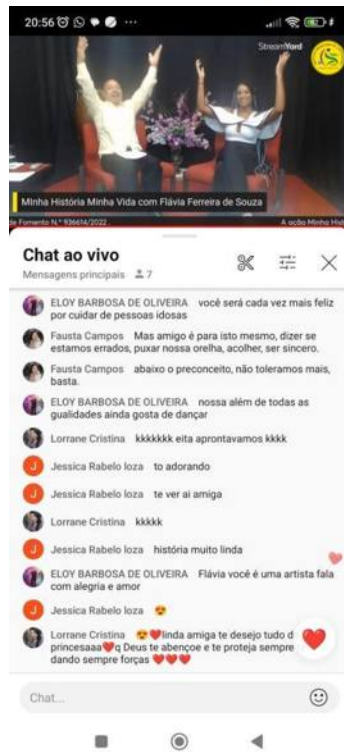 20:56
StreamYard
MInha História Minha Vida com Flávia Ferreira de Souza
de Fomento N.º 936614/2022
A acão Minha Hist
Chat ao vivo
Mensagens principais 7
ELOY BARBOSA DE OLIVEIRA você será cada vez mais feliz
por cuidar de pessoas idosas
Fausta Campos Mas amigo é para isto mesmo, dizer se
estamos errados, puxar nossa orelha, acolher, ser sincero.
Fausta Campos abaixo o preconceito, não toleramos mais,
basta.
ELOY BARBOSA DE OLIVEIRA nossa além de todas as
gualidades ainda gosta de dançar
Lorrane Cristina kkkkkkk eita aprontavamos kkkk
J Jessica Rabelo loza to adorando
J Jessica Rabelo loza te ver ai amiga
Lorrane Cristina kkkkk
J Jessica Rabelo loza história muito linda
ELOY BARBOSA DE OLIVEIRA Flávia você é uma artista fala
com alegria e amor
J Jessica Rabelo loza 😍
Lorrane Cristina 😍❤️linda amiga te desejo tudo d
princesaaa❤️q Deus te abençoe e te proteja sempre
dando sempre forças ❤️❤️❤️
Chat...